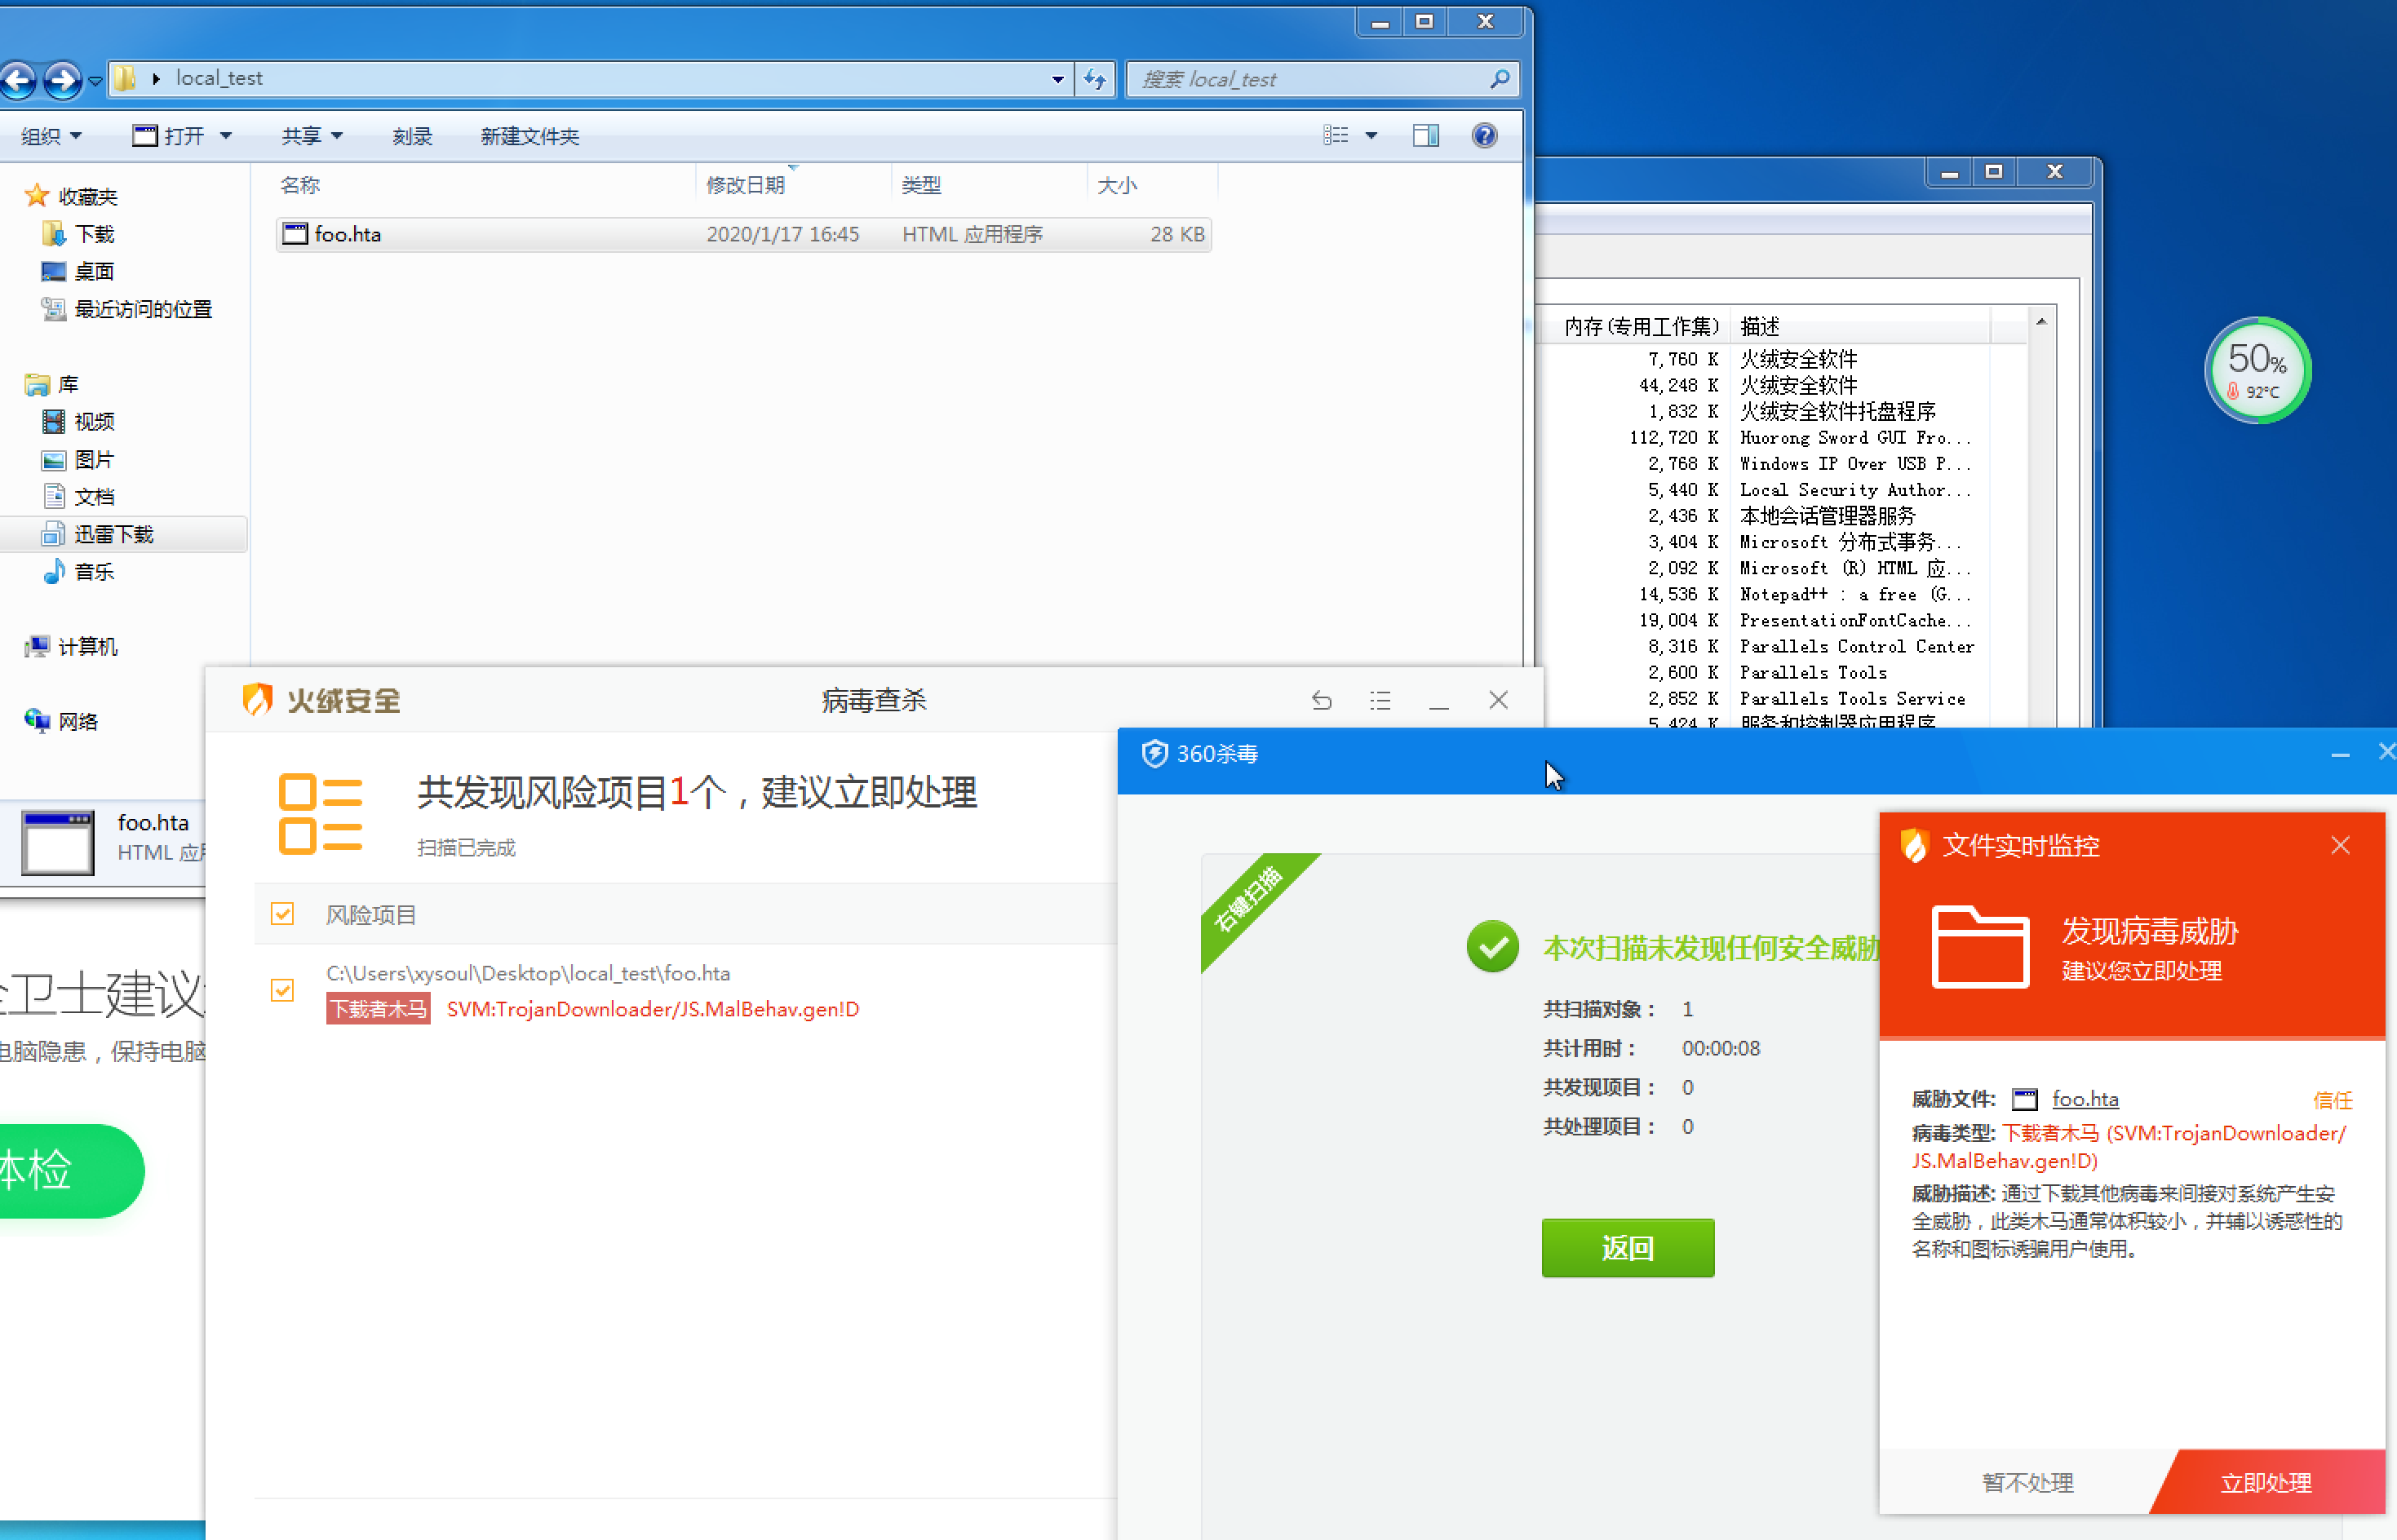 local_test
搜索 local_test
组织
打开
共享
刻录
新建文件夹
名称
修改日期
类型
大小
foo.hta
2020/1/17 16:45
HTML 应用程序
28 KB
收藏夹
下载
桌面
最近访问的位置
库
视频
图片
文档
迅雷下载
音乐
计算机
网络
foo.hta
HTML 应
内存(专用工作集)
描述
7,760 K 火绒安全软件
44,248 K 火绒安全软件
1,832 K 火绒安全软件托盘程序
112,720 K Huorong Sword GUI Fro...
2,768 K Windows IP Over USB P...
5,440 K Local Security Author...
2,436 K 本地会话管理器服务
3,404 K Microsoft 分布式事务...
2,092 K Microsoft (R) HTML 应...
14,536 K Notepad++ : a free (G...
19,004 K PresentationFontCache...
8,316 K Parallels Control Center
2,600 K Parallels Tools
2,852 K Parallels Tools Service
5,424 K 服务和控制器应用程序
50%
92°C
卫士建议
电脑隐患，保持电脑
体检
火绒安全
病毒查杀
共发现风险项目1个，建议立即处理
扫描已完成
风险项目
C:\Users\xysoul\Desktop\local_test\foo.hta
下载者木马 SVM:TrojanDownloader/JS.MalBehav.gen!D
360杀毒
右键扫描
本次扫描未发现任何安全威胁
共扫描对象： 1
共计用时： 00:00:08
共发现项目： 0
共处理项目： 0
返回
文件实时监控
发现病毒威胁
建议您立即处理
威胁文件: foo.hta 信任
病毒类型: 下载者木马 (SVM:TrojanDownloader/
JS.MalBehav.gen!D)
威胁描述: 通过下载其他病毒来间接对系统产生安
全威胁，此类木马通常体积较小，并辅以诱惑性的
名称和图标诱骗用户使用。
暂不处理
立即处理